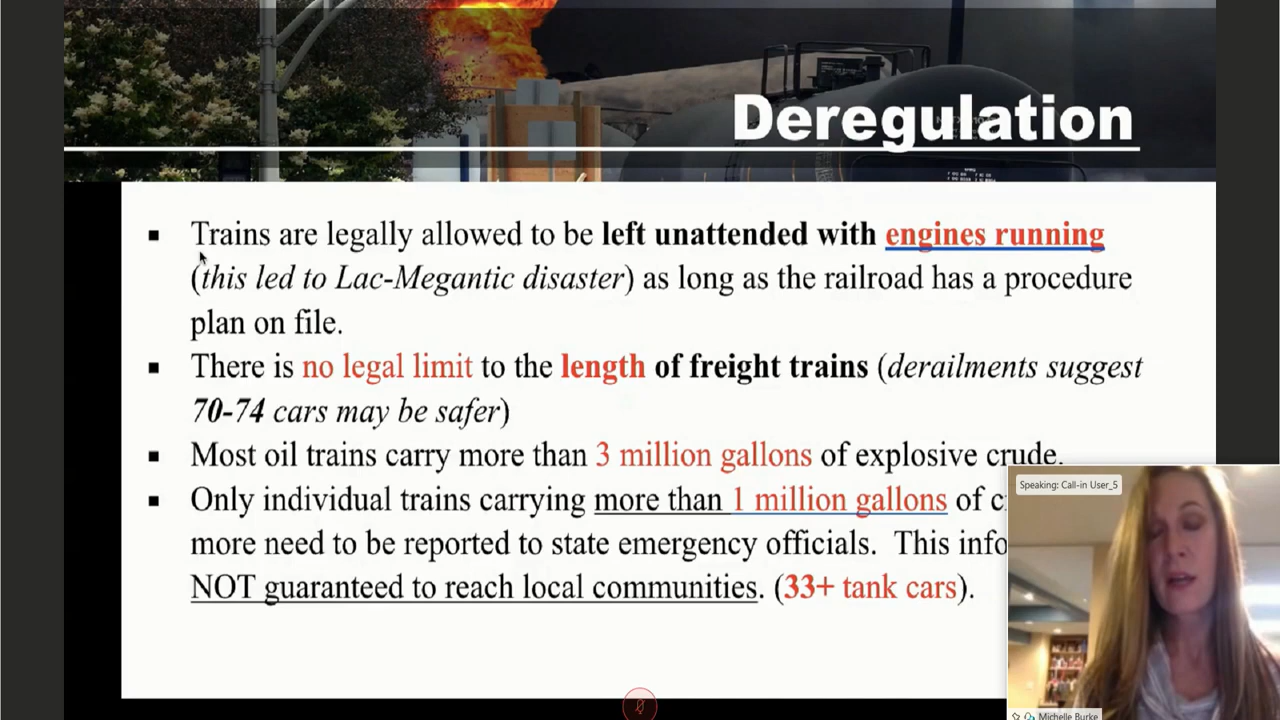 Deregulation
▪ Trains are legally allowed to be left unattended with engines running
(this led to Lac-Megantic disaster) as long as the railroad has a procedure
plan on file.
▪ There is no legal limit to the length of freight trains (derailments suggest
70-74 cars may be safer)
▪ Most oil trains carry more than 3 million gallons of explosive crude.
▪ Only individual trains carrying more than 1 million gallons of
more need to be reported to state emergency officials. This
NOT guaranteed to reach local communities. (33+ tank cars).
Speaking: Call-in User_5
Michelle Burke